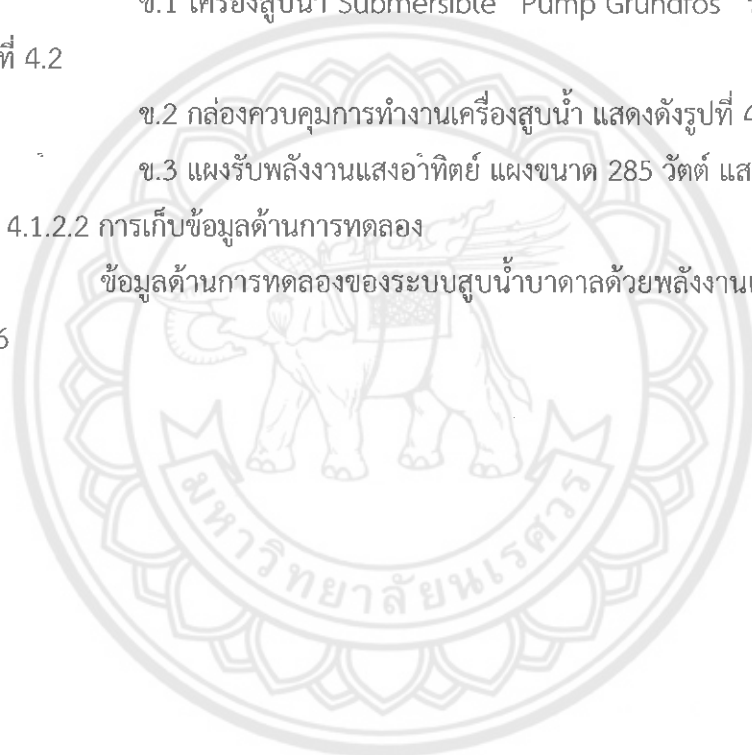 ข.1 เครื่องสูบน้ำ Submersible Pump Grundfos
ที่ 4.2
ข.2 กล่องควบคุมการทำงานเครื่องสูบน้ำ แสดงดังรูปที่ 4
ข.3 แผงรับพลังงานแสงอาทิตย์ แผงขนาด 285 วัตต์
4.1.2.2 การเก็บข้อมูลด้านการทดลอง
ข้อมูลด้านการทดลองของระบบสูบน้ำบาดาลด้วยพลังงาน
6
มหาวิทยาลัยนเรศวร